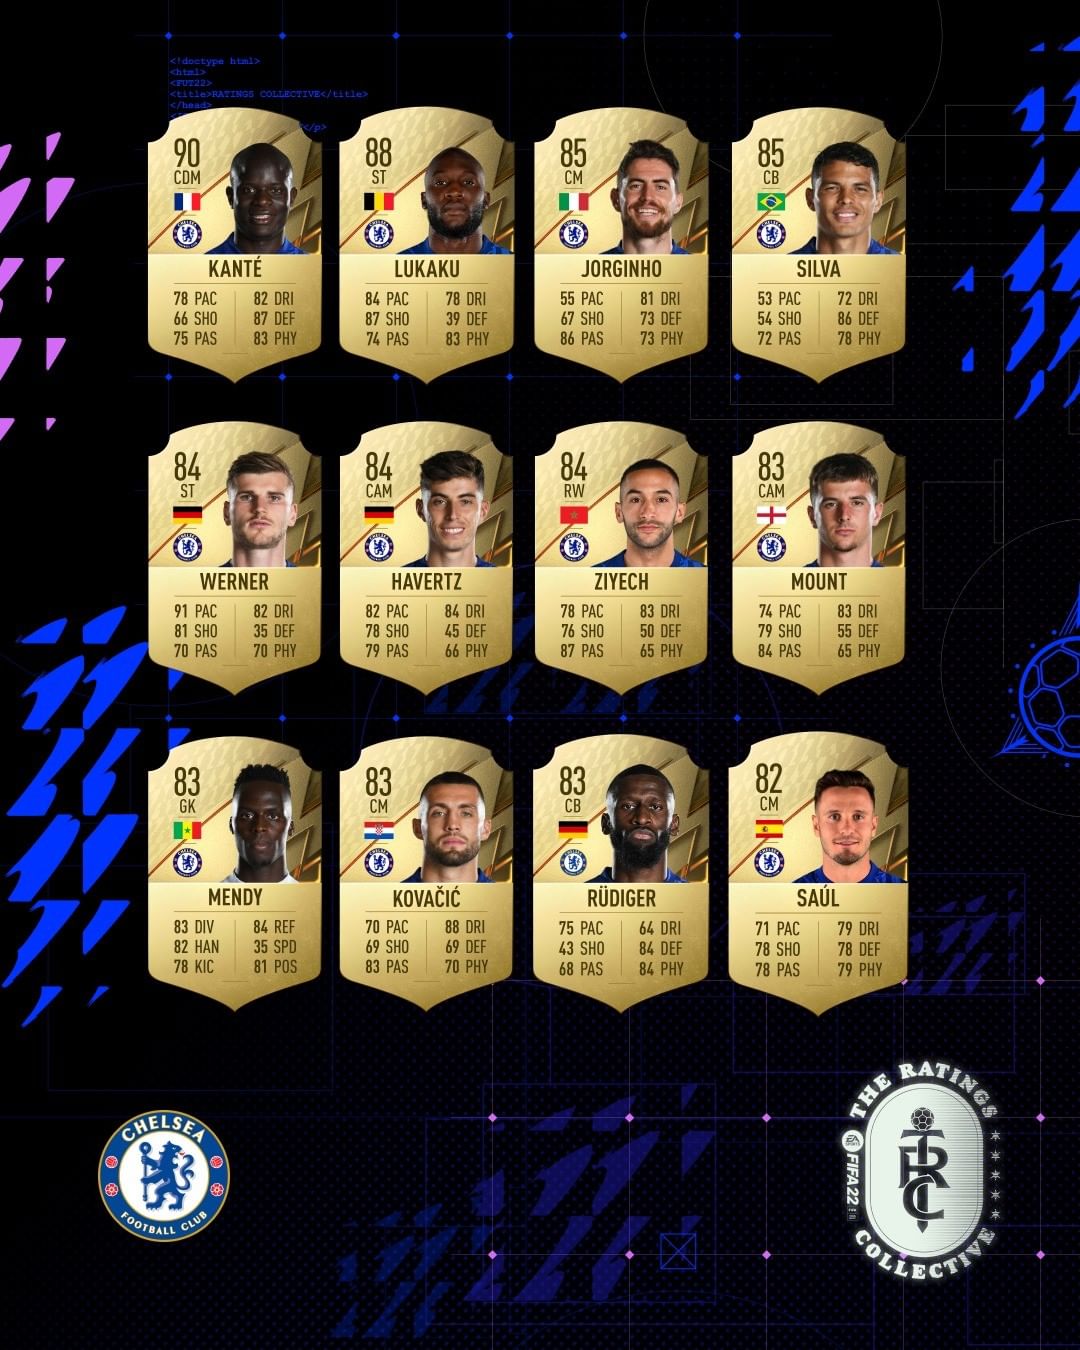 <!doctype html>
<html>
<FUT22>
<title>RATINGS COLLECTIVE</title>
</head>
</p>
90
CDM
KANTÉ
78 PAC 82 DRI
66 SHO 87 DEF
75 PAS 83 PHY
88
ST
LUKAKU
84 PAC 78 DRI
87 SHO 39 DEF
74 PAS 83 PHY
85
CM
JORGINHO
55 PAC 81 DRI
67 SHO 73 DEF
86 PAS 73 PHY
85
CB
SILVA
53 PAC 72 DRI
54 SHO 86 DEF
72 PAS 78 PHY
84
ST
WERNER
91 PAC 82 DRI
81 SHO 35 DEF
70 PAS 70 PHY
84
CAM
HAVERTZ
82 PAC 84 DRI
78 SHO 45 DEF
79 PAS 66 PHY
84
RW
ZIYECH
78 PAC 83 DRI
76 SHO 50 DEF
87 PAS 65 PHY
83
CAM
MOUNT
74 PAC 83 DRI
79 SHO 55 DEF
84 PAS 65 PHY
83
GK
MENDY
83 DIV 84 REF
82 HAN 35 SPD
78 KIC 81 POS
83
CM
KOVAČIĆ
70 PAC 88 DRI
69 SHO 69 DEF
83 PAS 70 PHY
83
CB
RÜDIGER
75 PAC 64 DRI
43 SHO 84 DEF
68 PAS 84 PHY
82
CM
SAÚL
71 PAC 79 DRI
78 SHO 78 DEF
78 PAS 79 PHY
CHELSEA
FOOTBALL CLUB
THE RATINGS
EA SPORTS
FIFA 22
TRC
COLLECTIVE